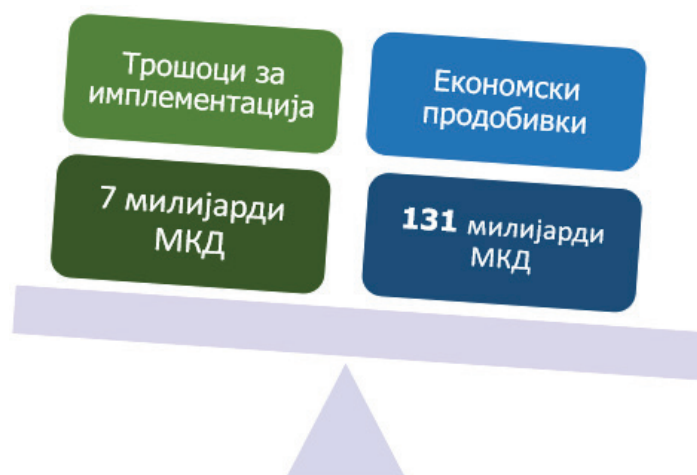 Трошоци за
имплементација
Економски
продобивки
7 милијарди
МКД
131 милијарди
МКД